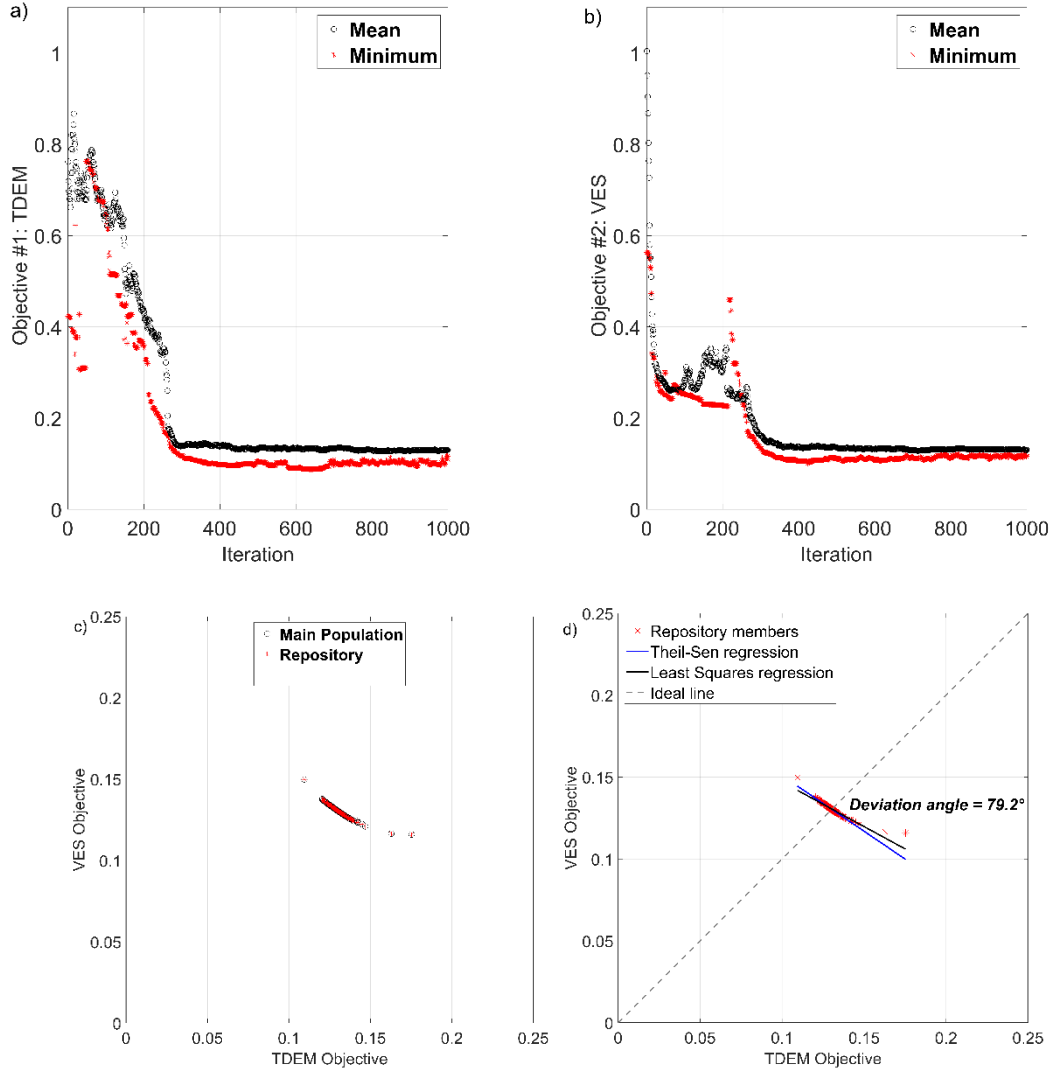 a)
Mean
Minimum
1
0.8
0.6
0.4
0.2
0
Objective #1: TDEM
0
200
400
600
800
1000
Iteration
b)
Mean
Minimum
1
0.8
0.6
0.4
0.2
0
Objective #2: VES
0
200
400
600
800
1000
Iteration
c)
Main Population
Repository
0.25
0.2
0.15
0.1
0.05
0
VES Objective
0
0.05
0.1
0.15
0.2
0.25
TDEM Objective
d)
Repository members
Theil-Sen regression
Least Squares regression
Ideal line
Deviation angle = 79.2°
0.25
0.2
0.15
0.1
0.05
0
VES Objective
0
0.05
0.1
0.15
0.2
0.25
TDEM Objective